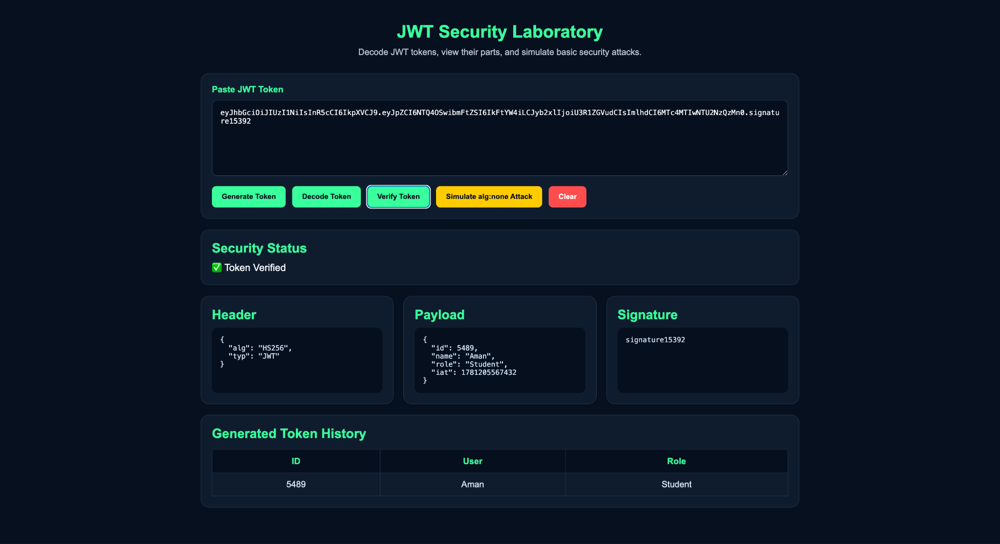 JWT Security Laboratory
Decode JWT tokens, view their parts, and simulate basic security attacks.
Paste JWT Token
eyJhbGciOiJIUzI1NiIsInR5cCI6IkpXVCJ9.eyJpZCI6NTQ4OSwibmFtZSI6IkFtYW4iLCJyb2xlIjoiU3R1ZGVudCIsImlhdCI6MTc4MTIwNTU2NzQzMn0.signatu
re15392
Generate Token
Decode Token
Verify Token
Simulate alg:none Attack
Clear
Security Status
✅ Token Verified
Header
{
"alg": "HS256",
"typ": "JWT"
}
Payload
{
"id": 5489,
"name": "Aman",
"role": "Student",
"iat": 1781205567432
}
Signature
signature15392
Generated Token History
ID User Role
5489 Aman Student